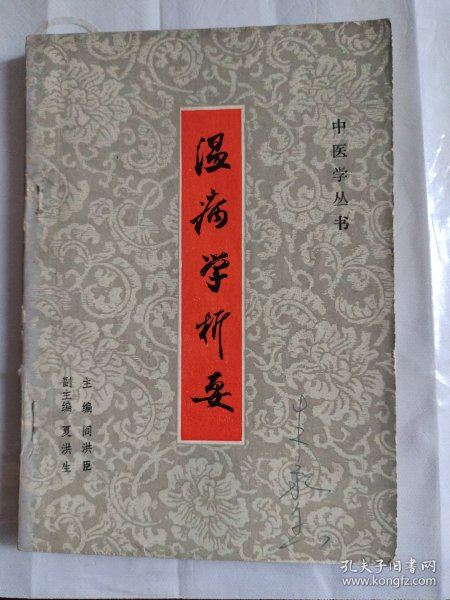 中医学丛书
温病学析要
主编 阎洪臣
副主编 夏洪生
孔夫子旧书网
www.kongfz.com